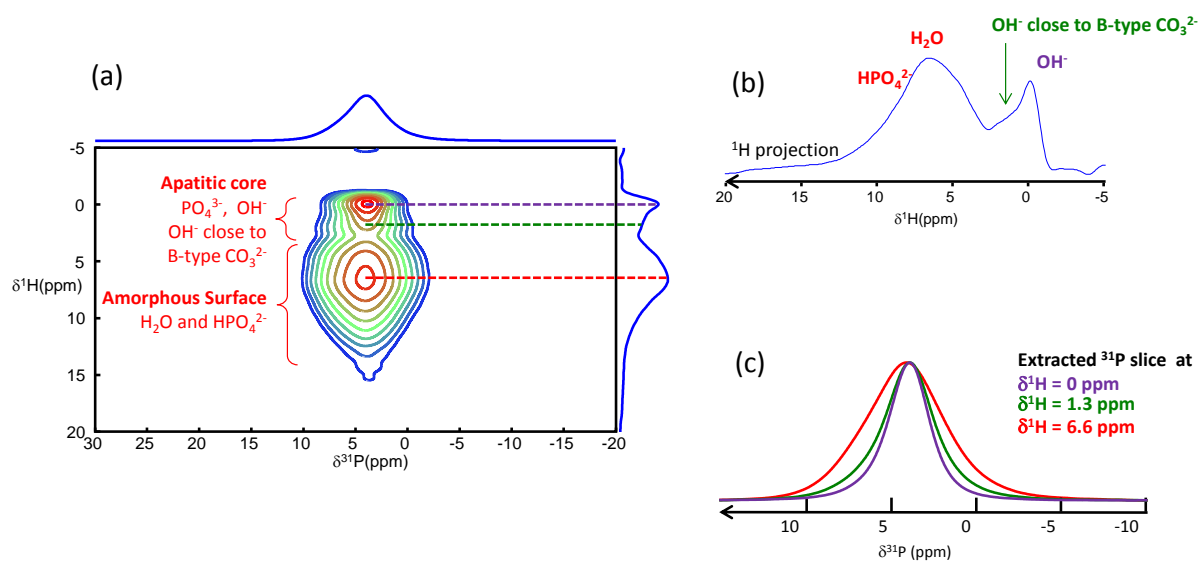 (a)
-5
0
5
10
15
20
δ¹H(ppm)
Apatitic core
PO₄³⁻, OH⁻
OH⁻ close to
B-type CO₃²⁻
Amorphous Surface
H₂O and HPO₄²⁻
30 25 20 15 10 5 0 -5 -10 -15 -20
δ³¹P(ppm)
(b)
OH⁻ close to B-type CO₃²⁻
H₂O
OH⁻
HPO₄²⁻
¹H projection
20 15 10 5 0 -5
δ¹H(ppm)
(c)
Extracted ³¹P slice at
δ¹H = 0 ppm
δ¹H = 1.3 ppm
δ¹H = 6.6 ppm
10 5 0 -5 -10
δ³¹P (ppm)